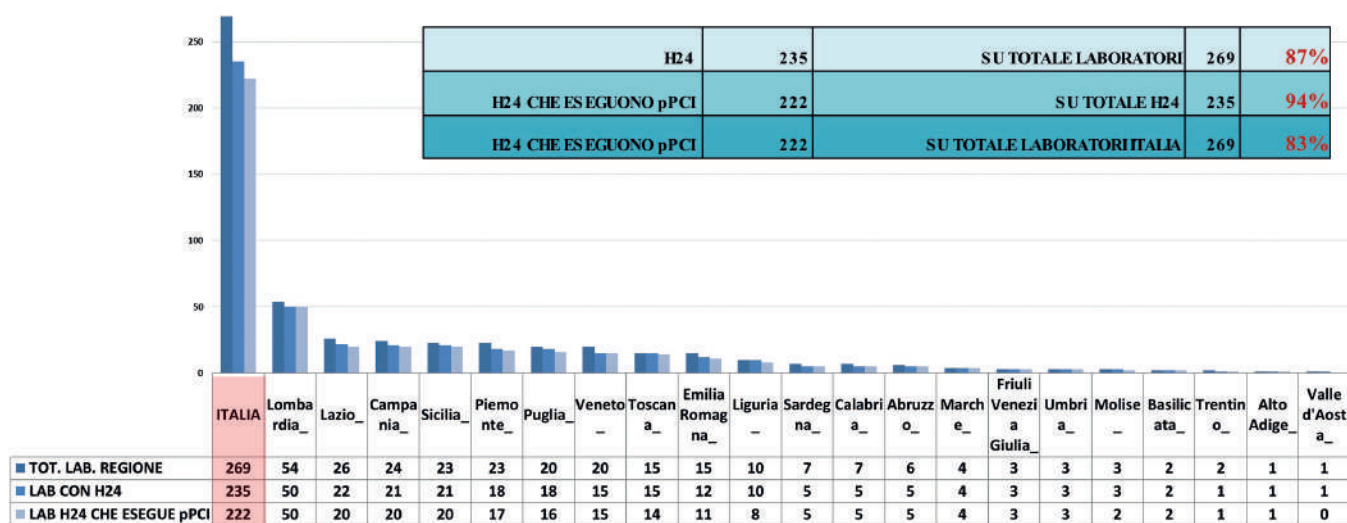 250
200
150
100
50
0
H24 235 SU TOTALE LABORATORI 269 87%
H24 CHE ESEGUONO pPCI 222 SU TOTALE H24 235 94%
H24 CHE ESEGUONO pPCI 222 SU TOTALE LABORATORI ITALIA 269 83%
ITALIA Lombardia_ Lazio_ Campania_ Sicilia_ Piemonte_ Puglia_ Veneto_ Toscana_ Emilia Romagna_ Liguria_ Sardegna_ Calabria_ Abruzzo_ Marche_ Friuli Venezia Giulia_ Umbria_ Molise_ Basilicata_ Trentino_ Alto Adige_ Valle d'Aosta_
TOT. LAB. REGIONE 269 54 26 24 23 23 20 20 15 15 10 7 7 6 4 3 3 3 2 2 1 1
LAB CON H24 235 50 22 21 21 18 18 15 15 12 10 5 5 5 4 3 3 3 2 1 1 1
LAB H24 CHE ESEGUE pPCI 222 50 20 20 20 17 16 15 14 11 8 5 5 5 4 3 3 2 2 1 1 0